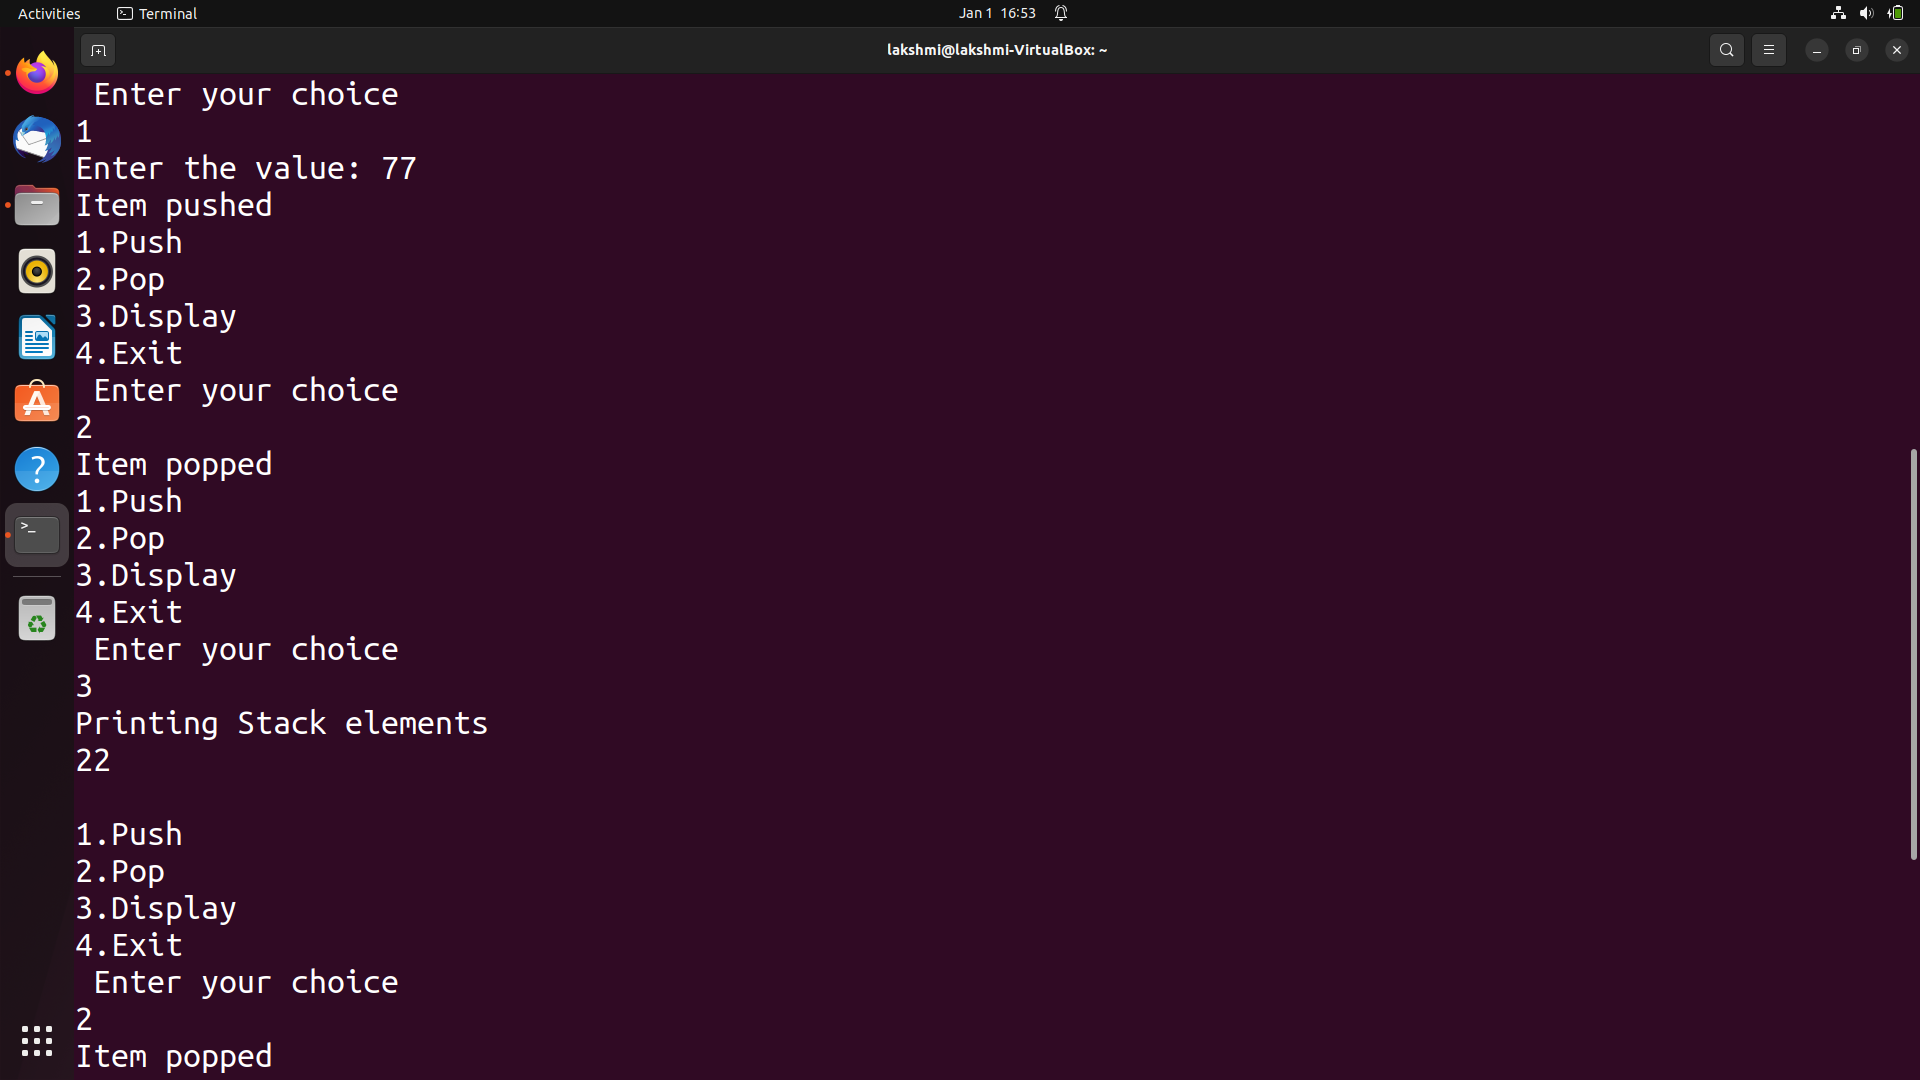 Activities Terminal Jan 1 16:53
lakshmi@lakshmi-VirtualBox: ~
 Enter your choice
1
Enter the value: 77
Item pushed
1.Push
2.Pop
3.Display
4.Exit
 Enter your choice
2
Item popped
1.Push
2.Pop
3.Display
4.Exit
 Enter your choice
3
Printing Stack elements
22

1.Push
2.Pop
3.Display
4.Exit
 Enter your choice
2
Item popped